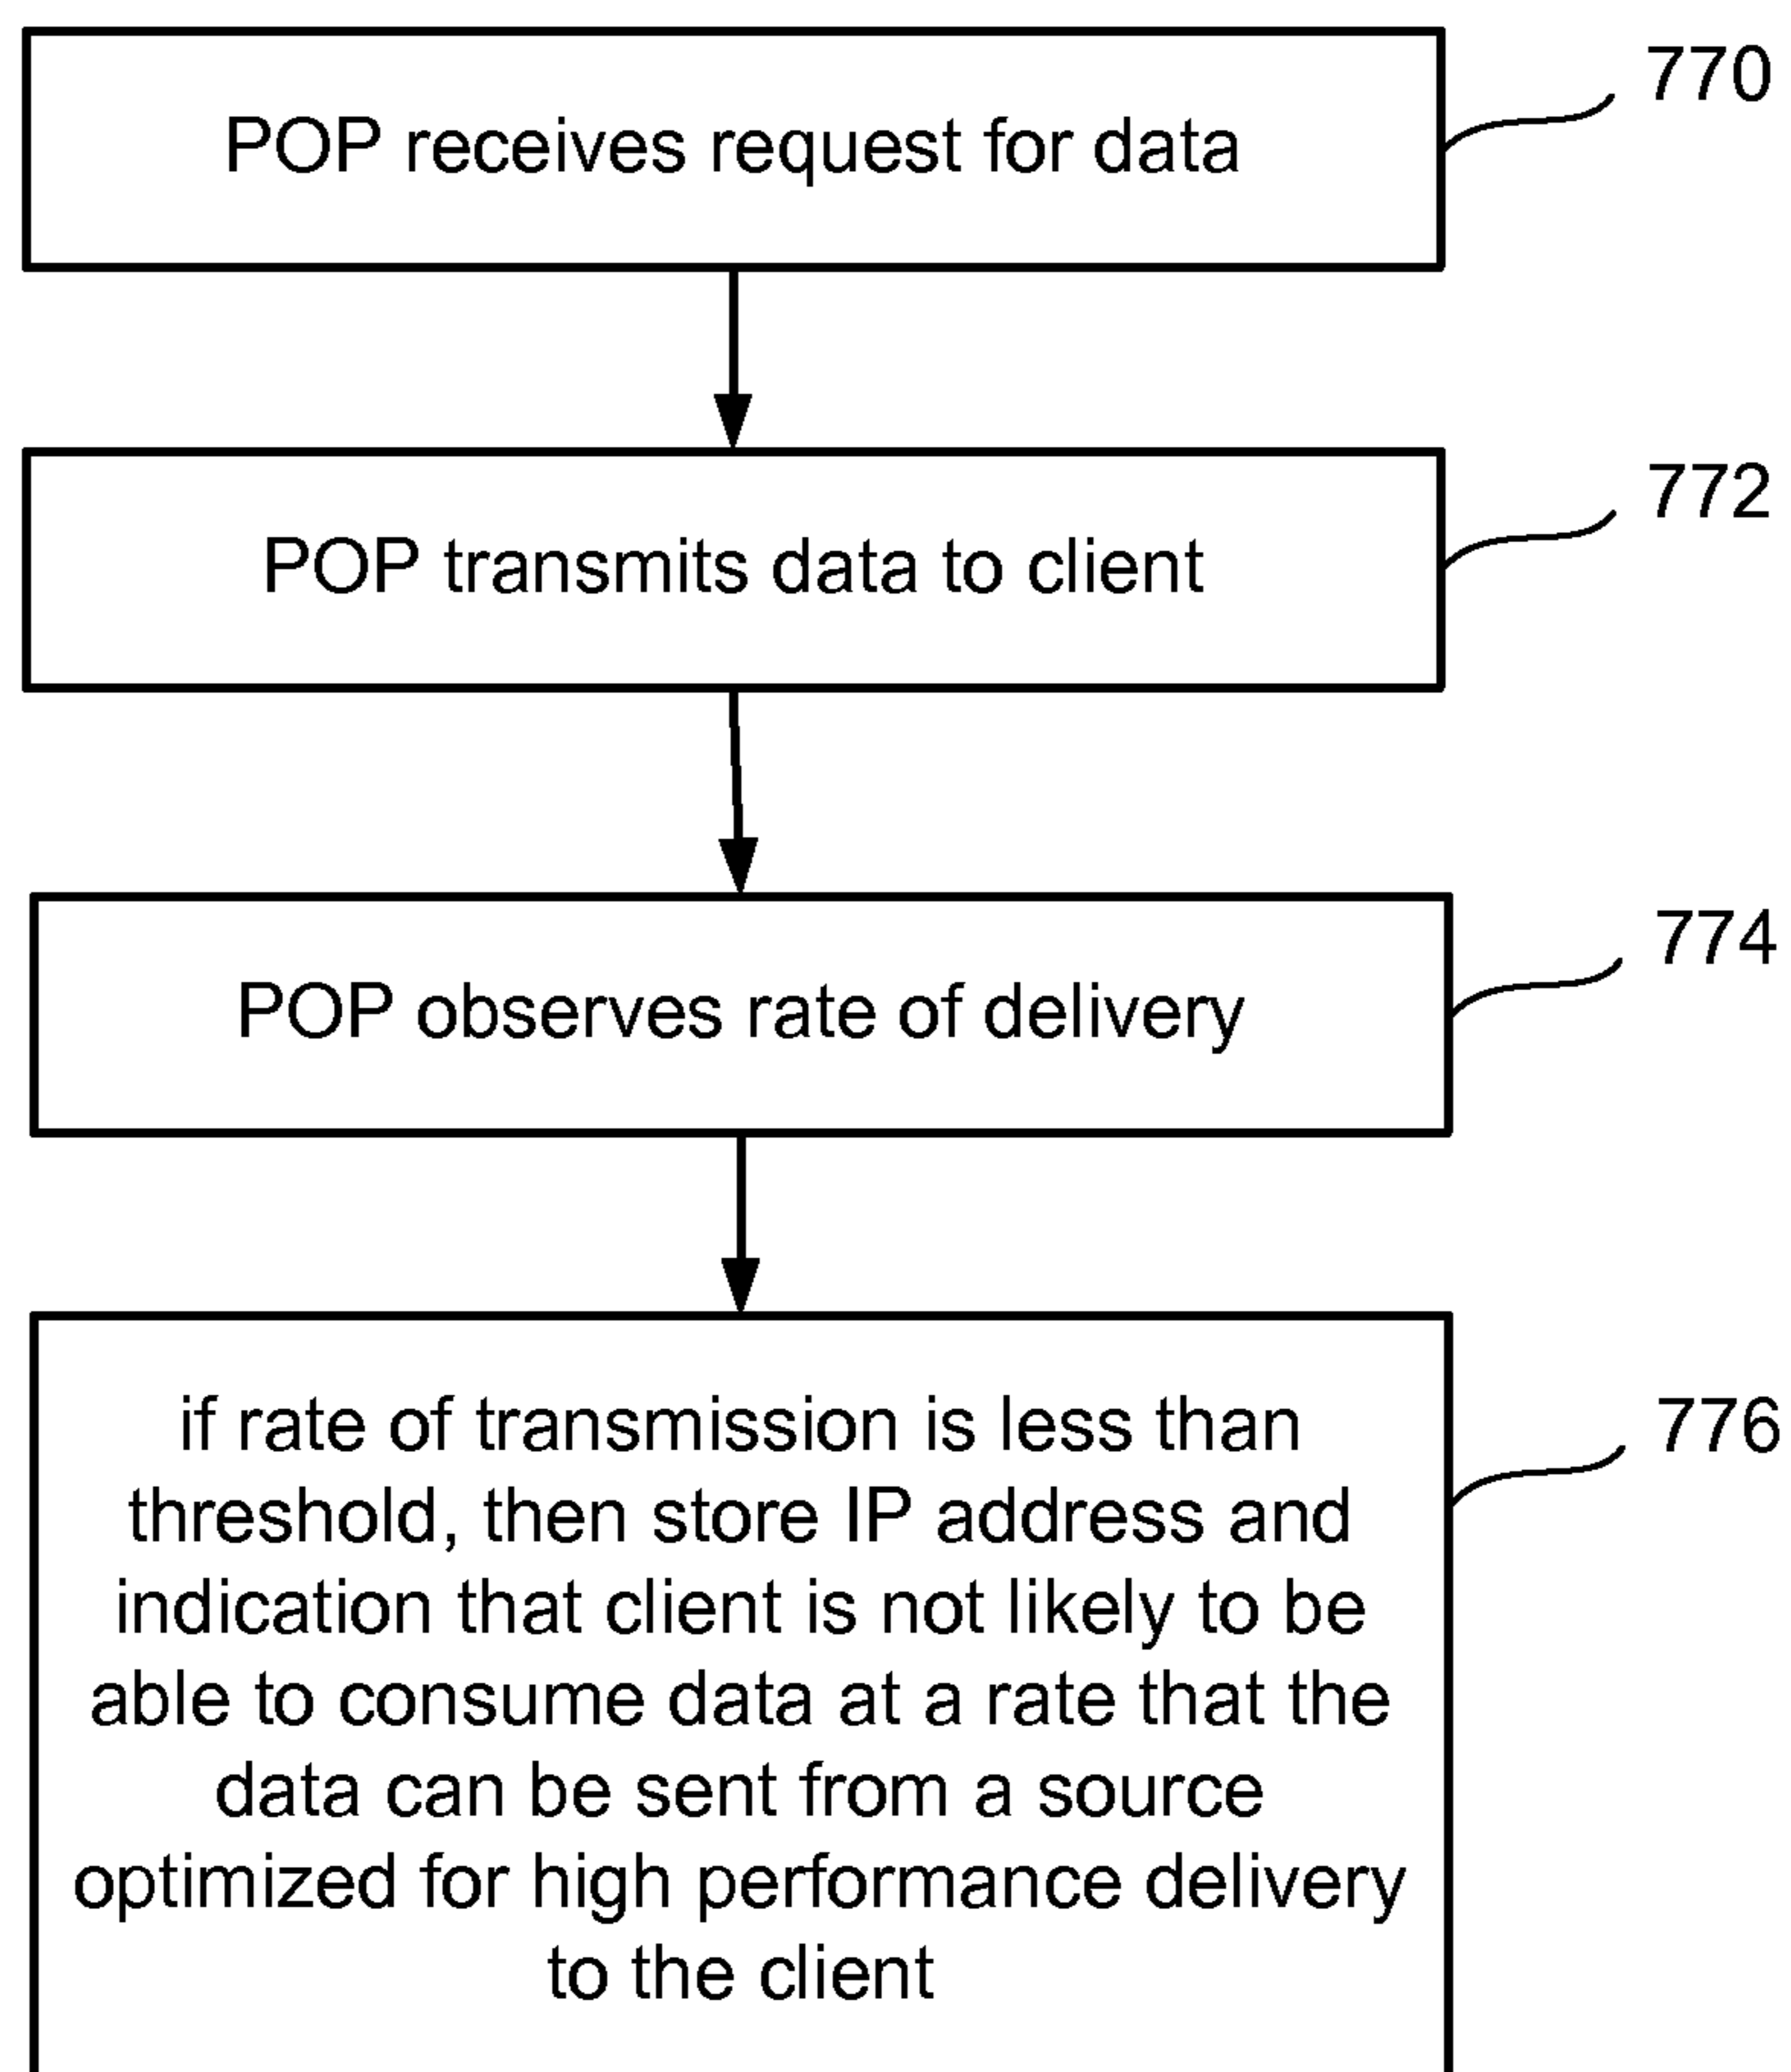 POP receives request for data
770
POP transmits data to client
772
POP observes rate of delivery
774
if rate of transmission is less than
threshold, then store IP address and
indication that client is not likely to be
able to consume data at a rate that the
data can be sent from a source
optimized for high performance delivery
to the client
776